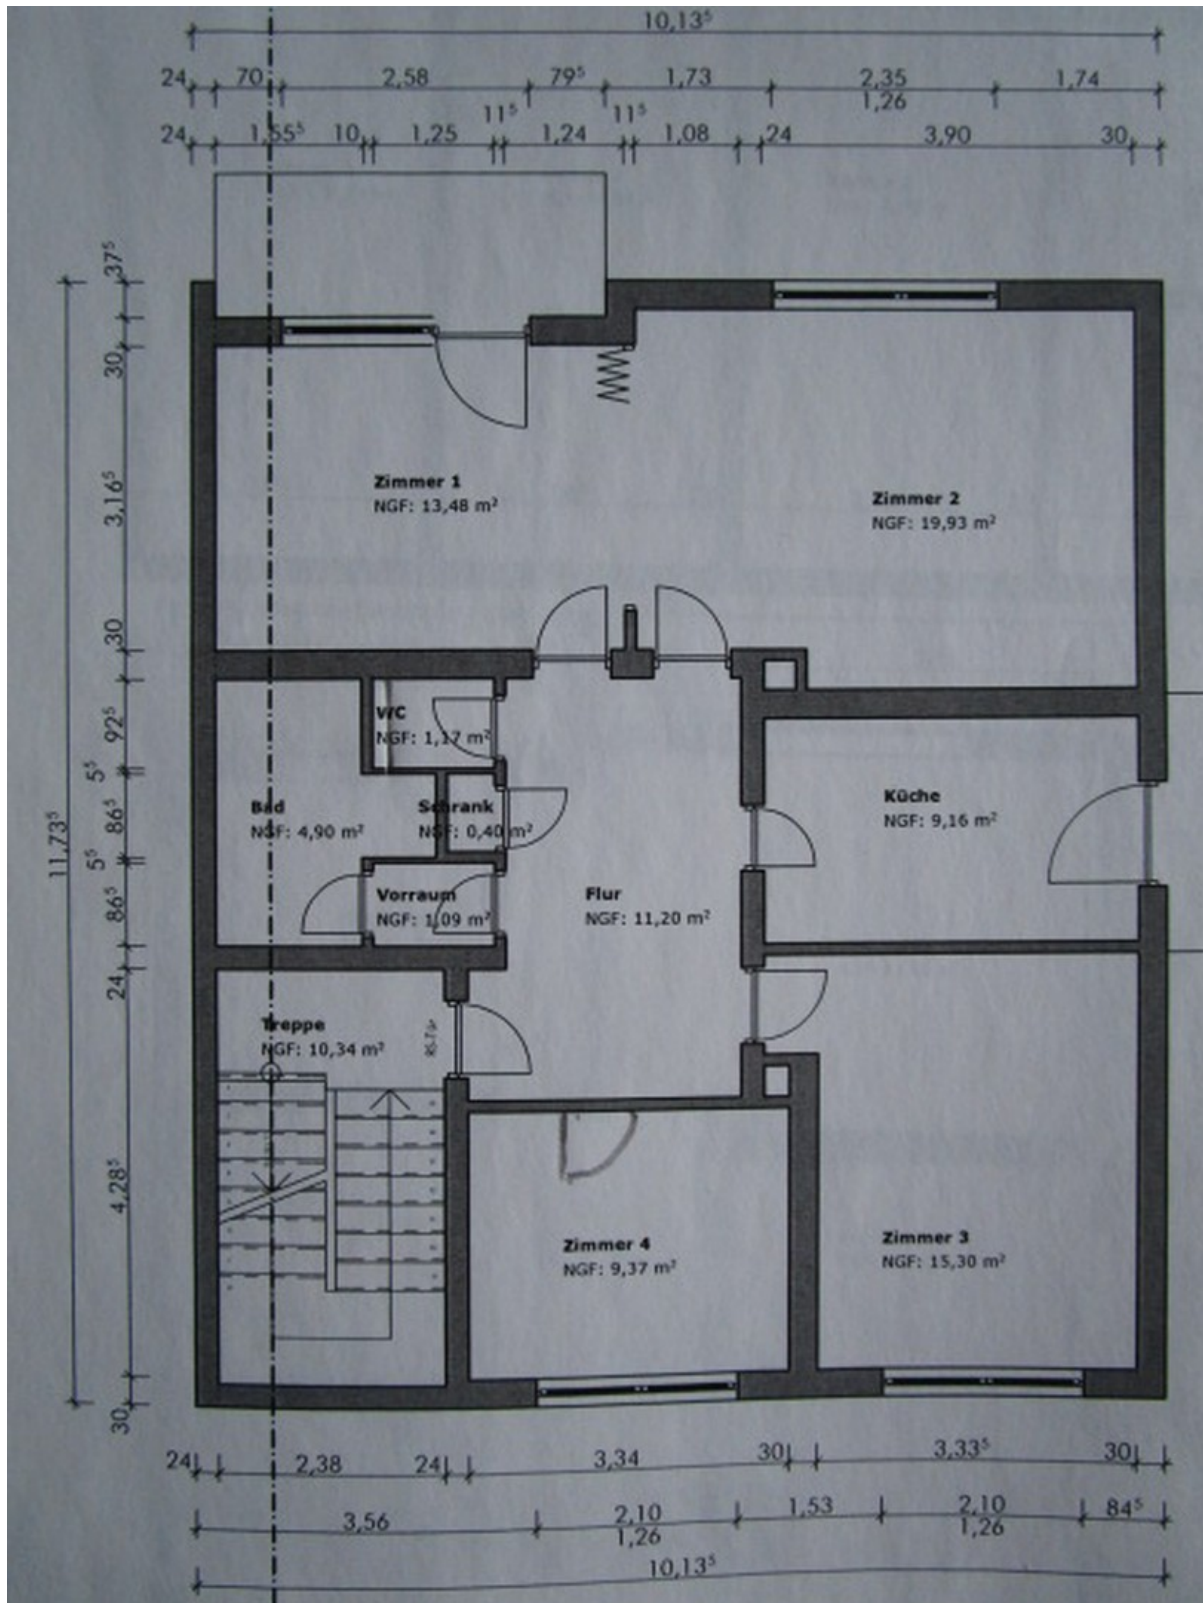 10,13⁵
24 70 2,58 79⁵ 1,73 2,35 1,74
1,26
11⁵ 11⁵
24 1,55⁵ 10 1,25 1,24 1,08 24 3,90 30
37⁵
30
3,16⁵
30
92⁵
5⁵
86⁵
5⁵
86⁵
24
4,28⁵
30
11,73⁵
Zimmer 1
NGF: 13,48 m²
Zimmer 2
NGF: 19,93 m²
WC
NGF: 1,17 m²
Bad
NGF: 4,90 m²
Schrank
NGF: 0,40 m²
Küche
NGF: 9,16 m²
Vorraum
NGF: 1,09 m²
Flur
NGF: 11,20 m²
Treppe
NGF: 10,34 m²
RS-Tür
Zimmer 4
NGF: 9,37 m²
Zimmer 3
NGF: 15,30 m²
24 2,38 24 3,34 30 3,33⁵ 30
3,56 2,10 1,53 2,10 84⁵
1,26 1,26
10,13⁵